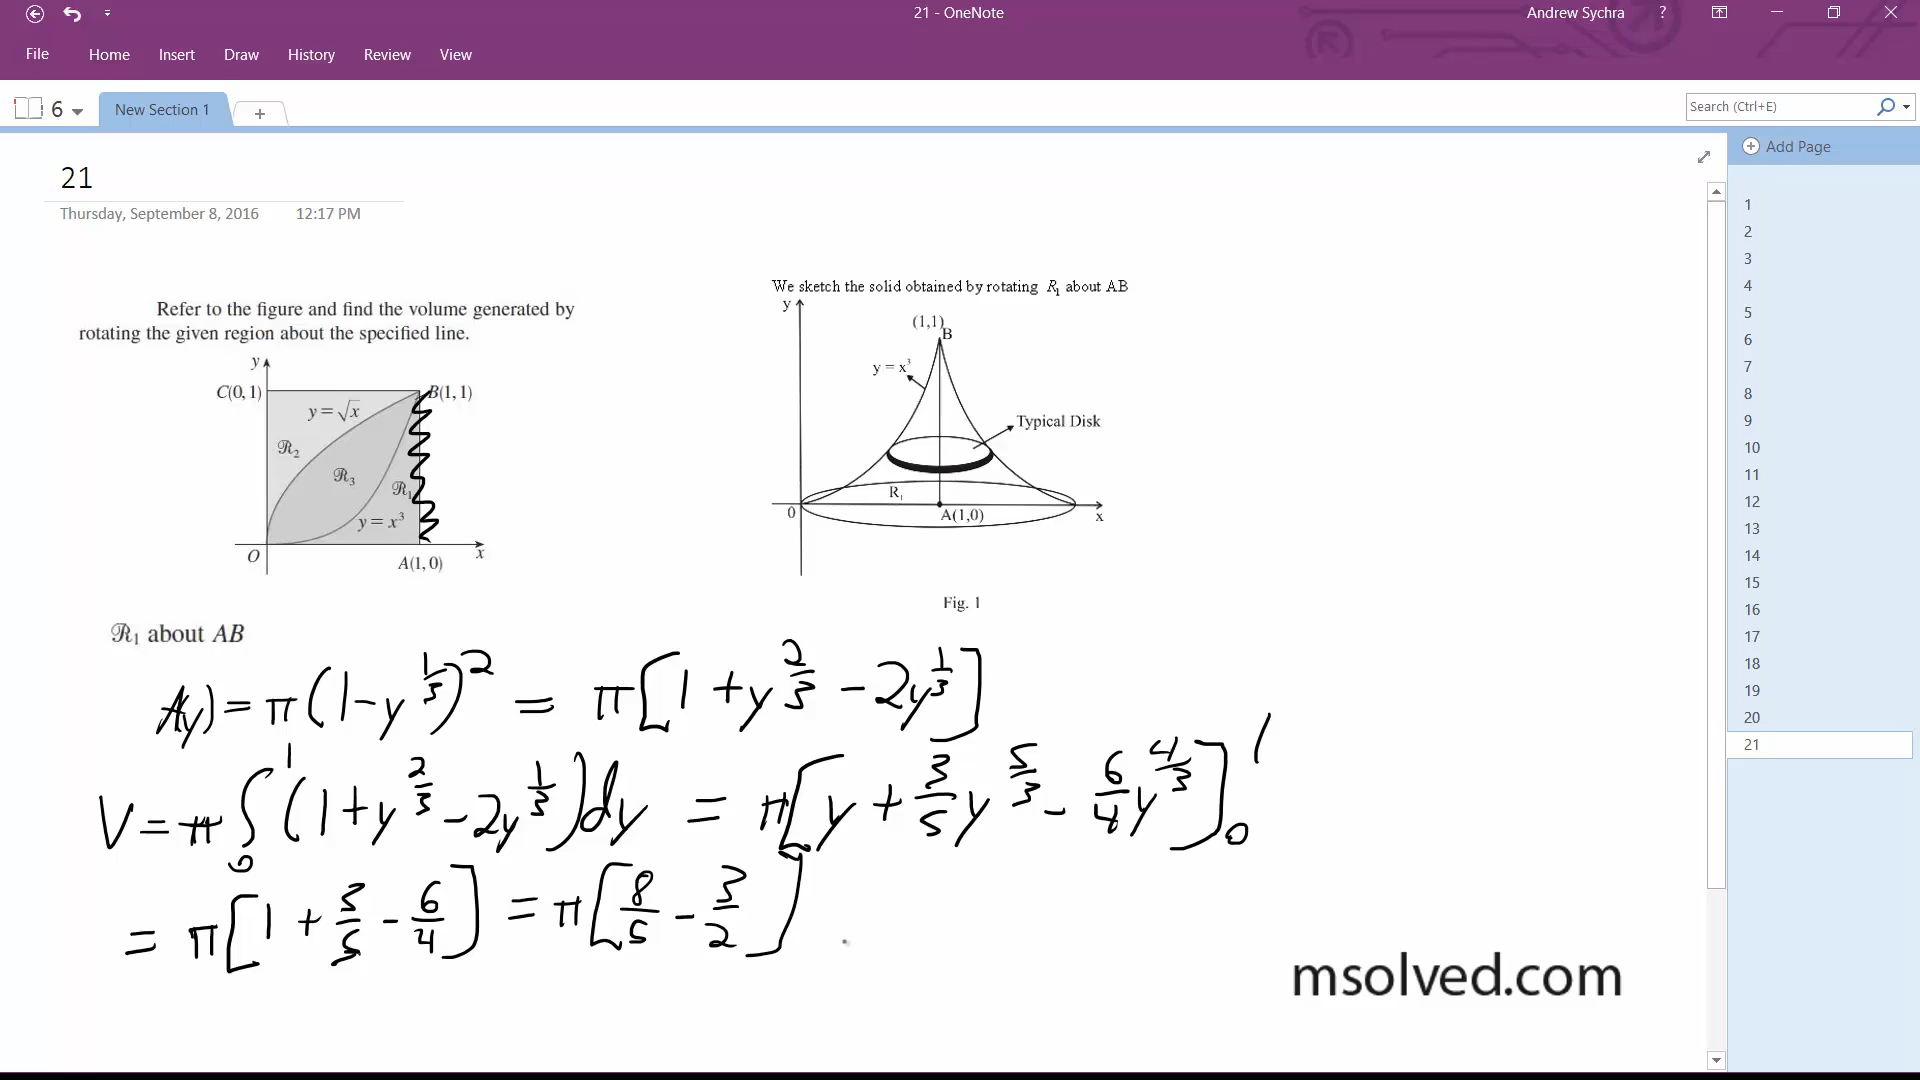 21 - OneNote
Andrew Sychra
?
File Home Insert Draw History Review View
6
New Section 1
+
Search (Ctrl+E)
Add Page
21
Thursday, September 8, 2016 12:17 PM
Refer to the figure and find the volume generated by
rotating the given region about the specified line.
y
C(0, 1)
B(1, 1)
y = √x
ℛ₂
ℛ₃
ℛ₁
y = x³
O
x
A(1, 0)
We sketch the solid obtained by rotating R₁ about AB
y
(1,1)
B
y = x³
Typical Disk
R₁
0
A(1,0)
x
Fig. 1
ℛ₁ about AB
A(y) = π(1 - y^(1/3))² = π[1 + y^(2/3) - 2y^(1/3)]
V = π∫₀¹(1 + y^(2/3) - 2y^(1/3))dy = π[y + 3/5 y^(5/3) - 6/4 y^(4/3)]₀¹
= π[1 + 3/5 - 6/4] = π[8/5 - 3/2]
msolved.com
1
2
3
4
5
6
7
8
9
10
11
12
13
14
15
16
17
18
19
20
21